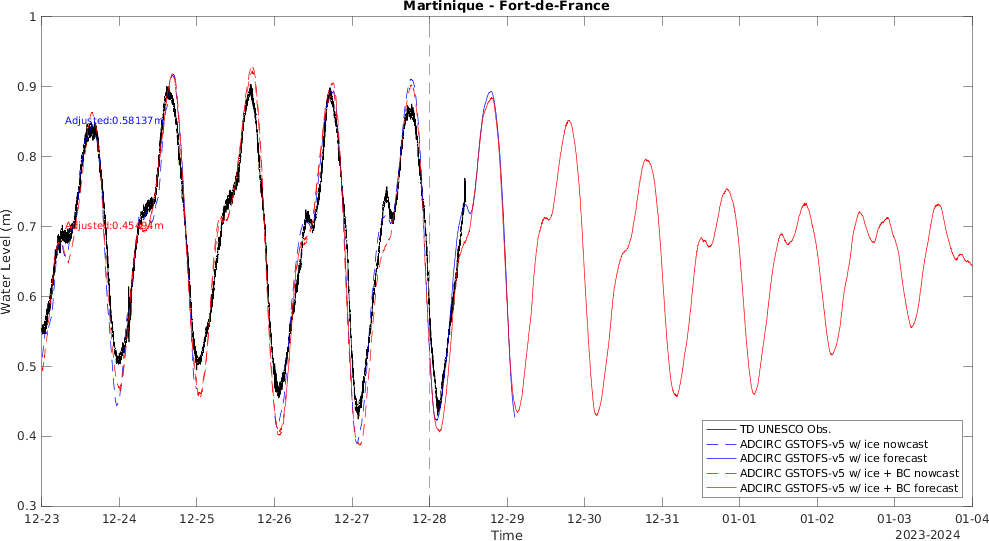 Martinique - Fort-de-France
Water Level (m)
1
0.9
0.8
0.7
0.6
0.5
0.4
0.3
Adjusted:0.58137m
12-23
12-24
12-25
12-26
12-27
12-28
12-29
12-30
12-31
01-01
01-02
01-03
01-04
Time
2023-2024
TD UNESCO Obs.
ADCIRC GSTOFS-v5 w/ ice nowcast
ADCIRC GSTOFS-v5 w/ ice forecast
ADCIRC GSTOFS-v5 w/ ice + BC nowcast
ADCIRC GSTOFS-v5 w/ ice + BC forecast